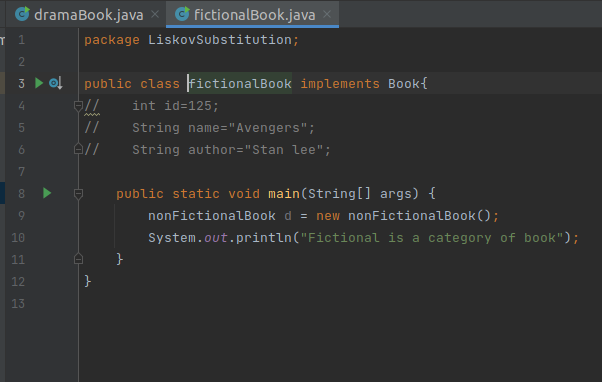 dramaBook.java × fictionalBook.java ×
1 package LiskovSubstitution;
2
3 public class fictionalBook implements Book{
4 //    int id=125;
5 //    String name="Avengers";
6 //    String author="Stan lee";
7
8     public static void main(String[] args) {
9         nonFictionalBook d = new nonFictionalBook();
10         System.out.println("Fictional is a category of book");
11     }
12 }
13